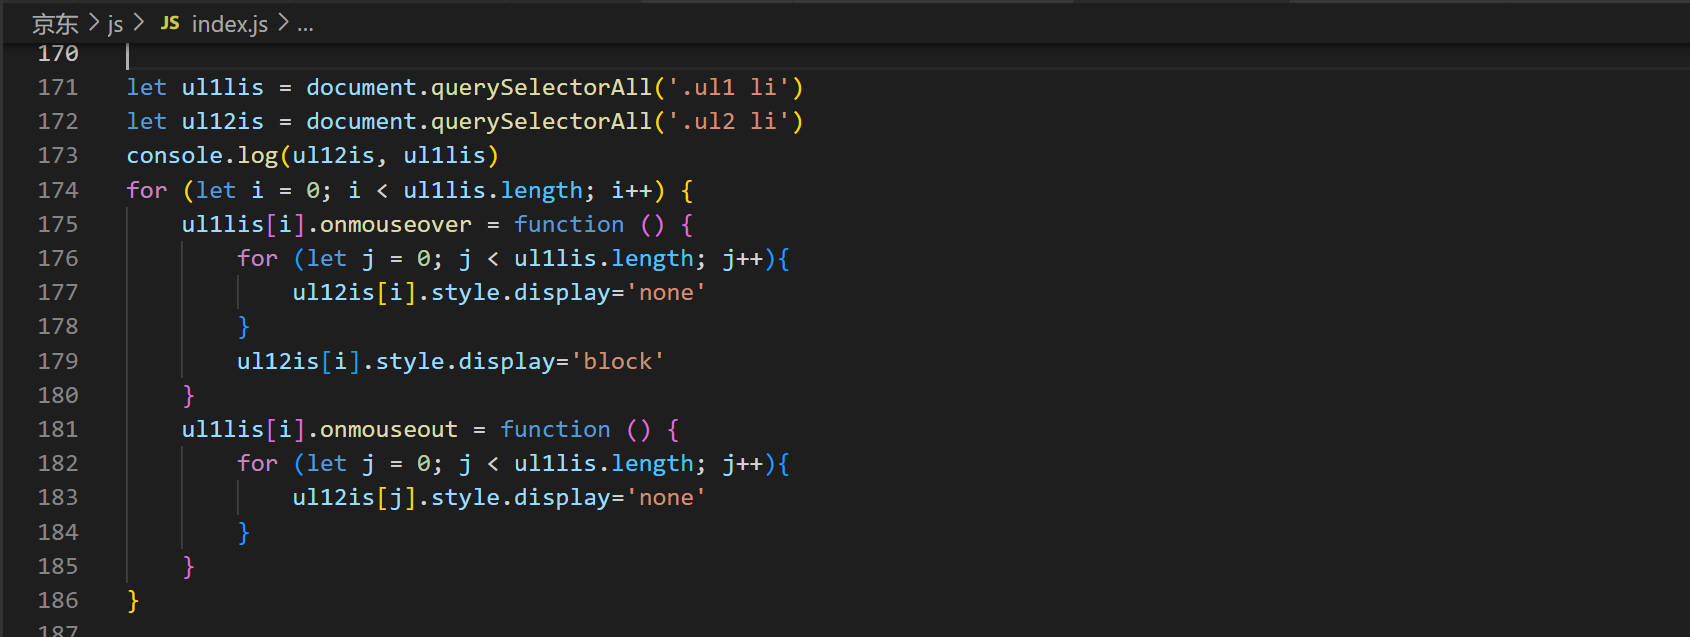 京东 > js > JS index.js > ...
170
171 let ul1lis = document.querySelectorAll('.ul1 li')
172 let ul12is = document.querySelectorAll('.ul2 li')
173 console.log(ul12is, ul1lis)
174 for (let i = 0; i < ul1lis.length; i++) {
175     ul1lis[i].onmouseover = function () {
176         for (let j = 0; j < ul1lis.length; j++){
177             ul12is[i].style.display='none'
178         }
179         ul12is[i].style.display='block'
180     }
181     ul1lis[i].onmouseout = function () {
182         for (let j = 0; j < ul1lis.length; j++){
183             ul12is[j].style.display='none'
184         }
185     }
186 }
187